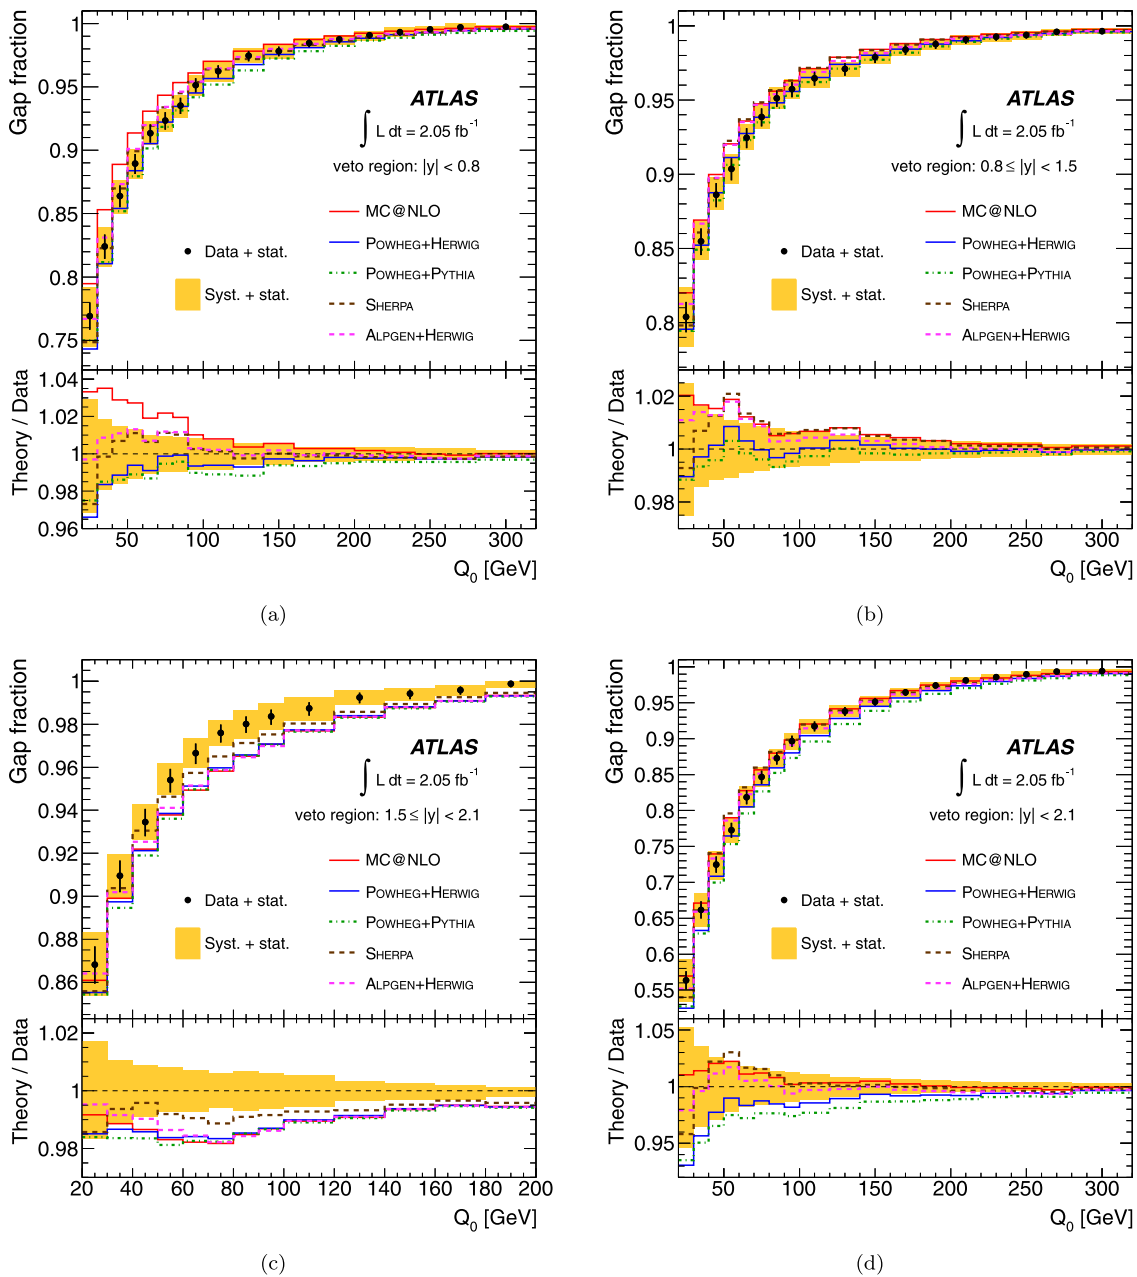 Gap fraction
1
0.95
0.9
0.85
0.8
0.75
ATLAS
∫ L dt = 2.05 fb⁻¹
veto region: |y| < 0.8
MC@NLO
POWHEG+HERWIG
POWHEG+PYTHIA
SHERPA
ALPGEN+HERWIG
Data + stat.
Syst. + stat.
Theory / Data
1.04
1.02
1
0.98
0.96
50 100 150 200 250 300
Q₀ [GeV]
(a)
Gap fraction
1
0.95
0.9
0.85
0.8
ATLAS
∫ L dt = 2.05 fb⁻¹
veto region: 0.8 ≤ |y| < 1.5
MC@NLO
POWHEG+HERWIG
POWHEG+PYTHIA
SHERPA
ALPGEN+HERWIG
Data + stat.
Syst. + stat.
Theory / Data
1.02
1
0.98
50 100 150 200 250 300
Q₀ [GeV]
(b)
Gap fraction
1
0.98
0.96
0.94
0.92
0.9
0.88
0.86
ATLAS
∫ L dt = 2.05 fb⁻¹
veto region: 1.5 ≤ |y| < 2.1
MC@NLO
POWHEG+HERWIG
POWHEG+PYTHIA
SHERPA
ALPGEN+HERWIG
Data + stat.
Syst. + stat.
Theory / Data
1.02
1
0.98
20 40 60 80 100 120 140 160 180 200
Q₀ [GeV]
(c)
Gap fraction
1
0.95
0.9
0.85
0.8
0.75
0.7
0.65
0.6
0.55
ATLAS
∫ L dt = 2.05 fb⁻¹
veto region: |y| < 2.1
MC@NLO
POWHEG+HERWIG
POWHEG+PYTHIA
SHERPA
ALPGEN+HERWIG
Data + stat.
Syst. + stat.
Theory / Data
1.05
1
0.95
50 100 150 200 250 300
Q₀ [GeV]
(d)